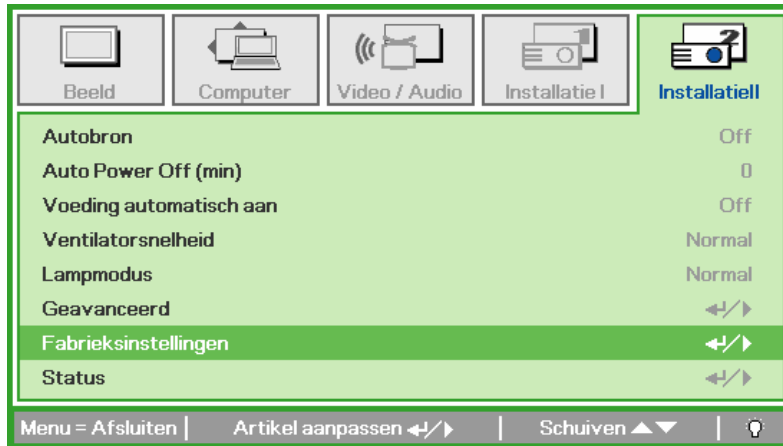 Beeld Computer Video / Audio Installatie I InstallatieII
Autobron Off
Auto Power Off (min) 0
Voeding automatisch aan Off
Ventilatorsnelheid Normal
Lampmodus Normal
Geavanceerd ↵/▶
Fabrieksinstellingen ↵/▶
Status ↵/▶
Menu = Afsluiten | Artikel aanpassen ↵/▶ | Schuiven ▲▼ |